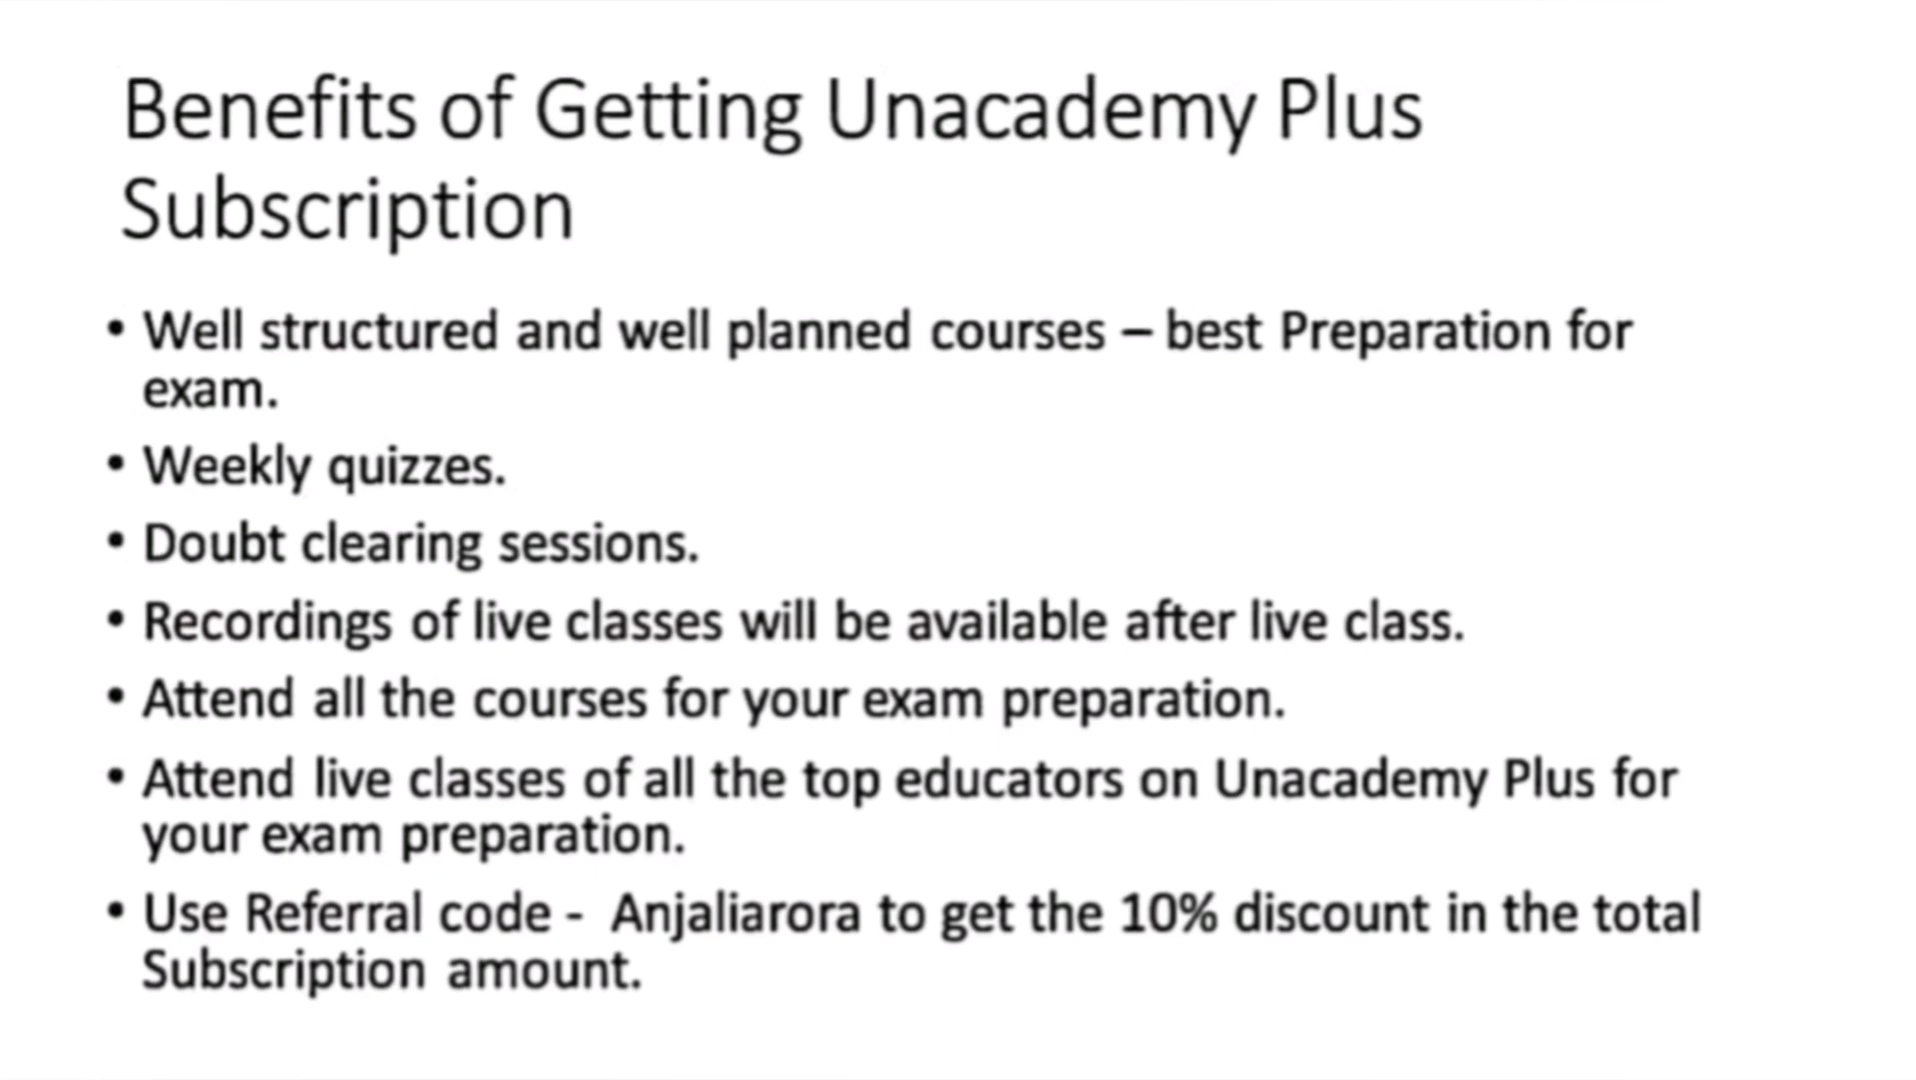 Benefits of Getting Unacademy Plus
Subscription
• Well structured and well planned courses – best Preparation for
exam.
• Weekly quizzes.
• Doubt clearing sessions.
• Recordings of live classes will be available after live class.
• Attend all the courses for your exam preparation.
• Attend live classes of all the top educators on Unacademy Plus for
your exam preparation.
• Use Referral code - Anjaliarora to get the 10% discount in the total
Subscription amount.